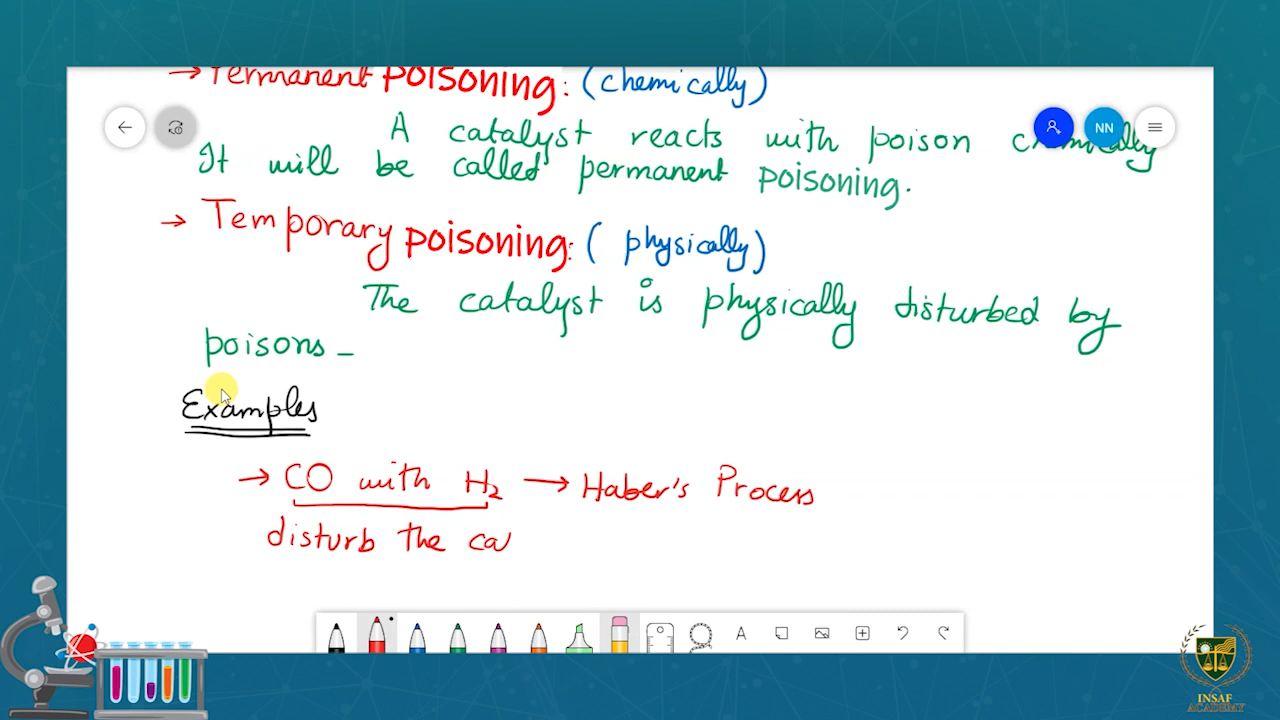 → Permanent POISONING: (chemically)
A catalyst reacts with poison chemically
It will be called permanent POISONING.
→ Temporary POISONING: (physically)
The catalyst is physically disturbed by
poisons –
Examples
→ CO with H₂ → Haber's Process
disturb the ca
NN
A
INSAF
ACADEMY